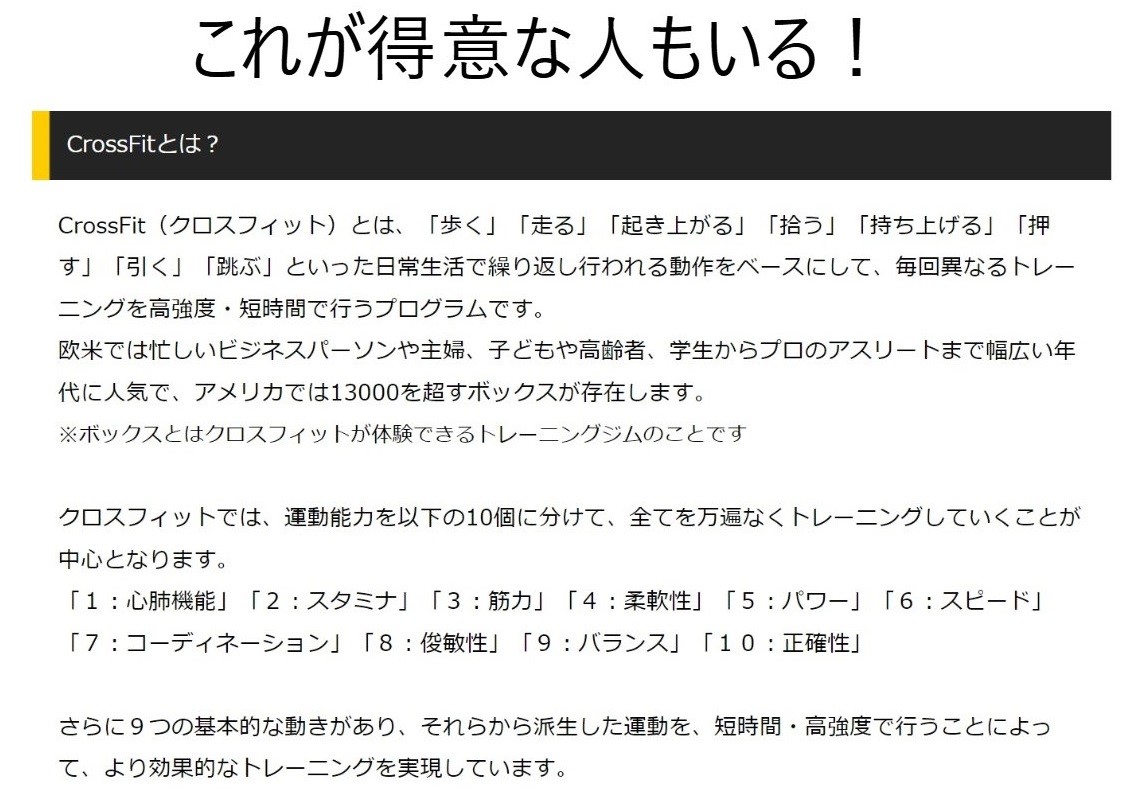 これが得意な人もいる！
CrossFitとは？
CrossFit（クロスフィット）とは、「歩く」「走る」「起き上がる」「拾う」「持ち上げる」「押
す」「引く」「跳ぶ」といった日常生活で繰り返し行われる動作をベースにして、毎回異なるトレー
ニングを高強度・短時間で行うプログラムです。
欧米では忙しいビジネスパーソンや主婦、子どもや高齢者、学生からプロのアスリートまで幅広い年
代に人気で、アメリカでは13000を超すボックスが存在します。
※ボックスとはクロスフィットが体験できるトレーニングジムのことです
クロスフィットでは、運動能力を以下の10個に分けて、全てを万遍なくトレーニングしていくことが
中心となります。
「１：心肺機能」「２：スタミナ」「３：筋力」「４：柔軟性」「５：パワー」「６：スピード」
「７：コーディネーション」「８：俊敏性」「９：バランス」「１０：正確性」
さらに９つの基本的な動きがあり、それらから派生した運動を、短時間・高強度で行うことによっ
て、より効果的なトレーニングを実現しています。